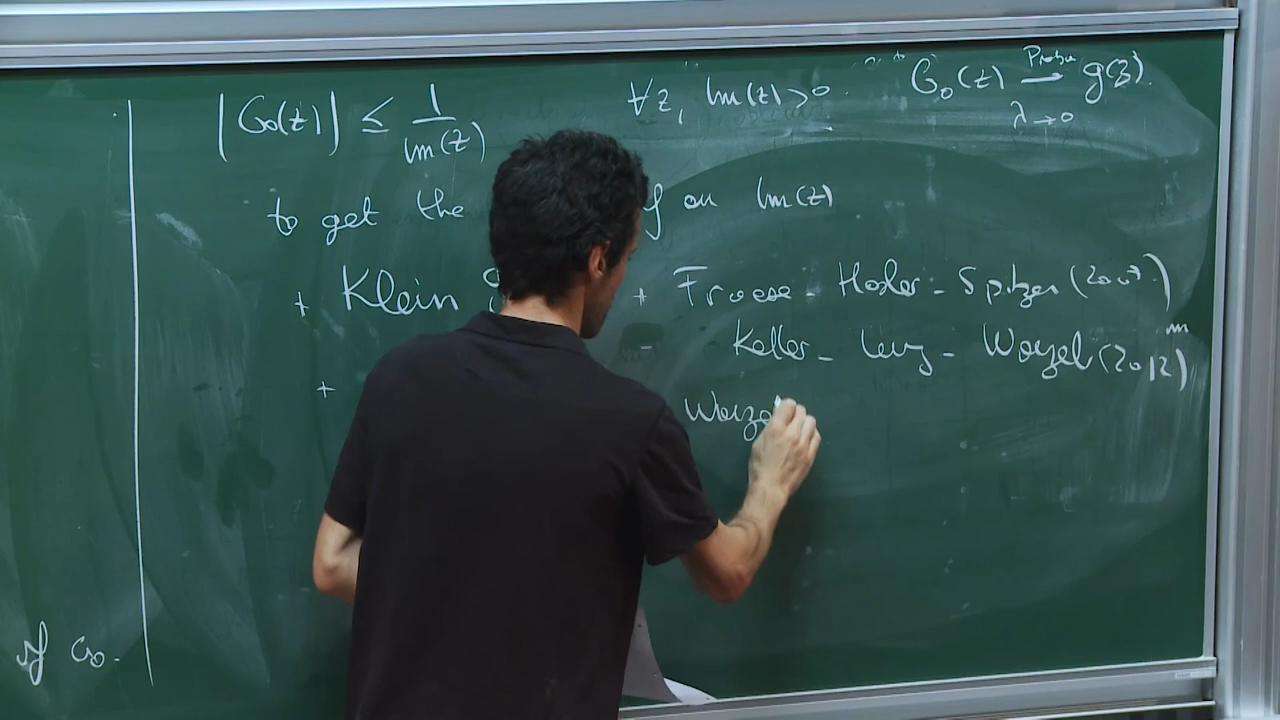 |G₀(z)| ≤ 1/Im(z) ∀z, Im(z) > 0. G₀(z) Proba → λ→0 g(z).
to get the on Im(z)
+ Klein + Froese - Hasler - Spitzer (2007)
Keller - Lenz - Warzel (2012)
+ Warze
of G₀.